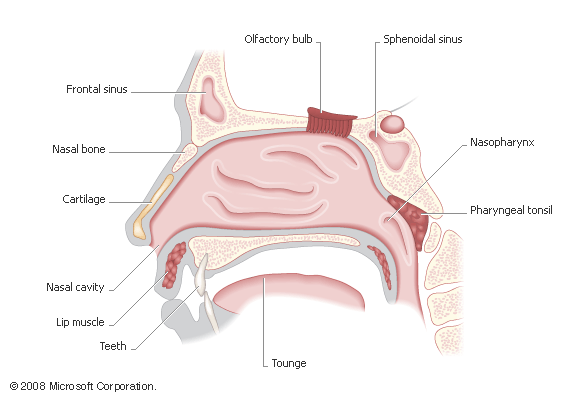 Olfactory bulb
Sphenoidal sinus
Frontal sinus
Nasal bone
Nasopharynx
Cartilage
Pharyngeal tonsil
Nasal cavity
Lip muscle
Teeth
Tounge
© 2008 Microsoft Corporation.